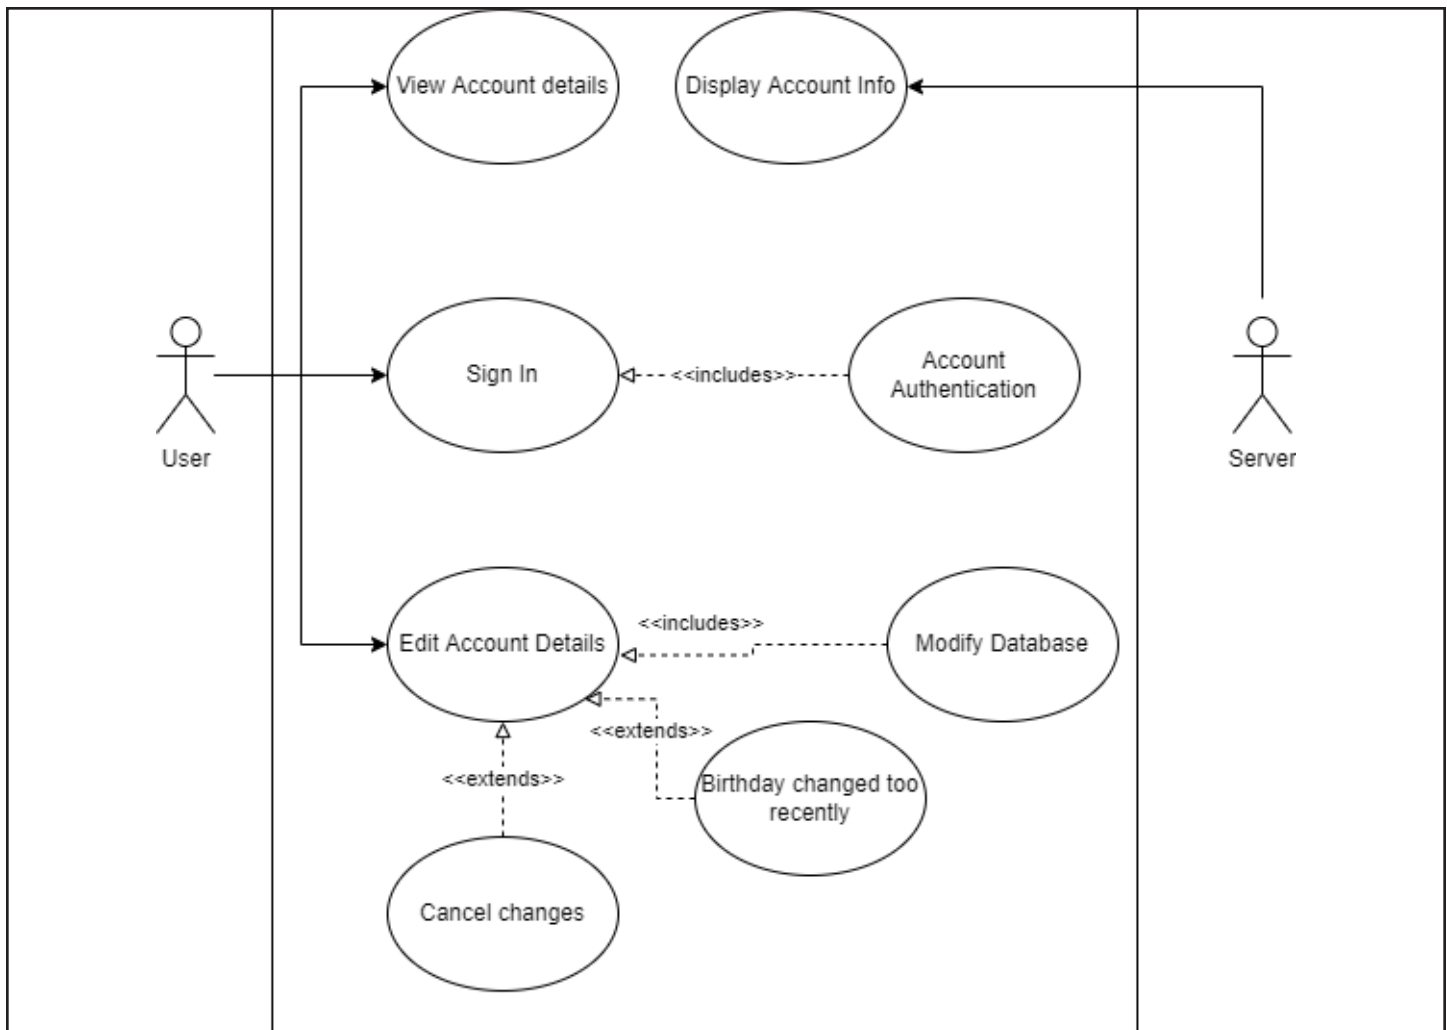 View Account details
Display Account Info
Sign In
<<includes>>
Account
Authentication
User
Server
Edit Account Details
<<includes>>
Modify Database
<<extends>>
<<extends>>
Birthday changed too
recently
Cancel changes